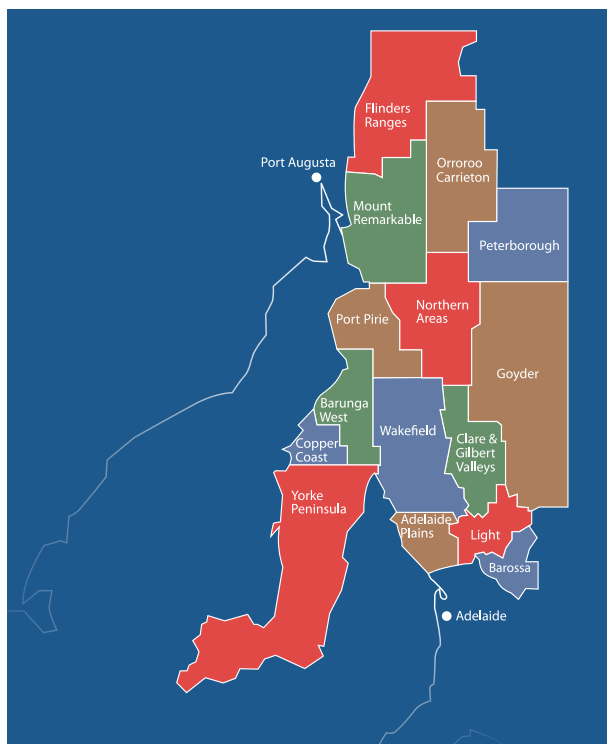 Flinders
Ranges
Port Augusta
Orroroo
Carrieton
Mount
Remarkable
Peterborough
Northern
Areas
Port Pirie
Goyder
Barunga
West
Wakefield
Clare &
Gilbert
Valleys
Copper
Coast
Yorke
Peninsula
Adelaide
Plains
Light
Barossa
Adelaide